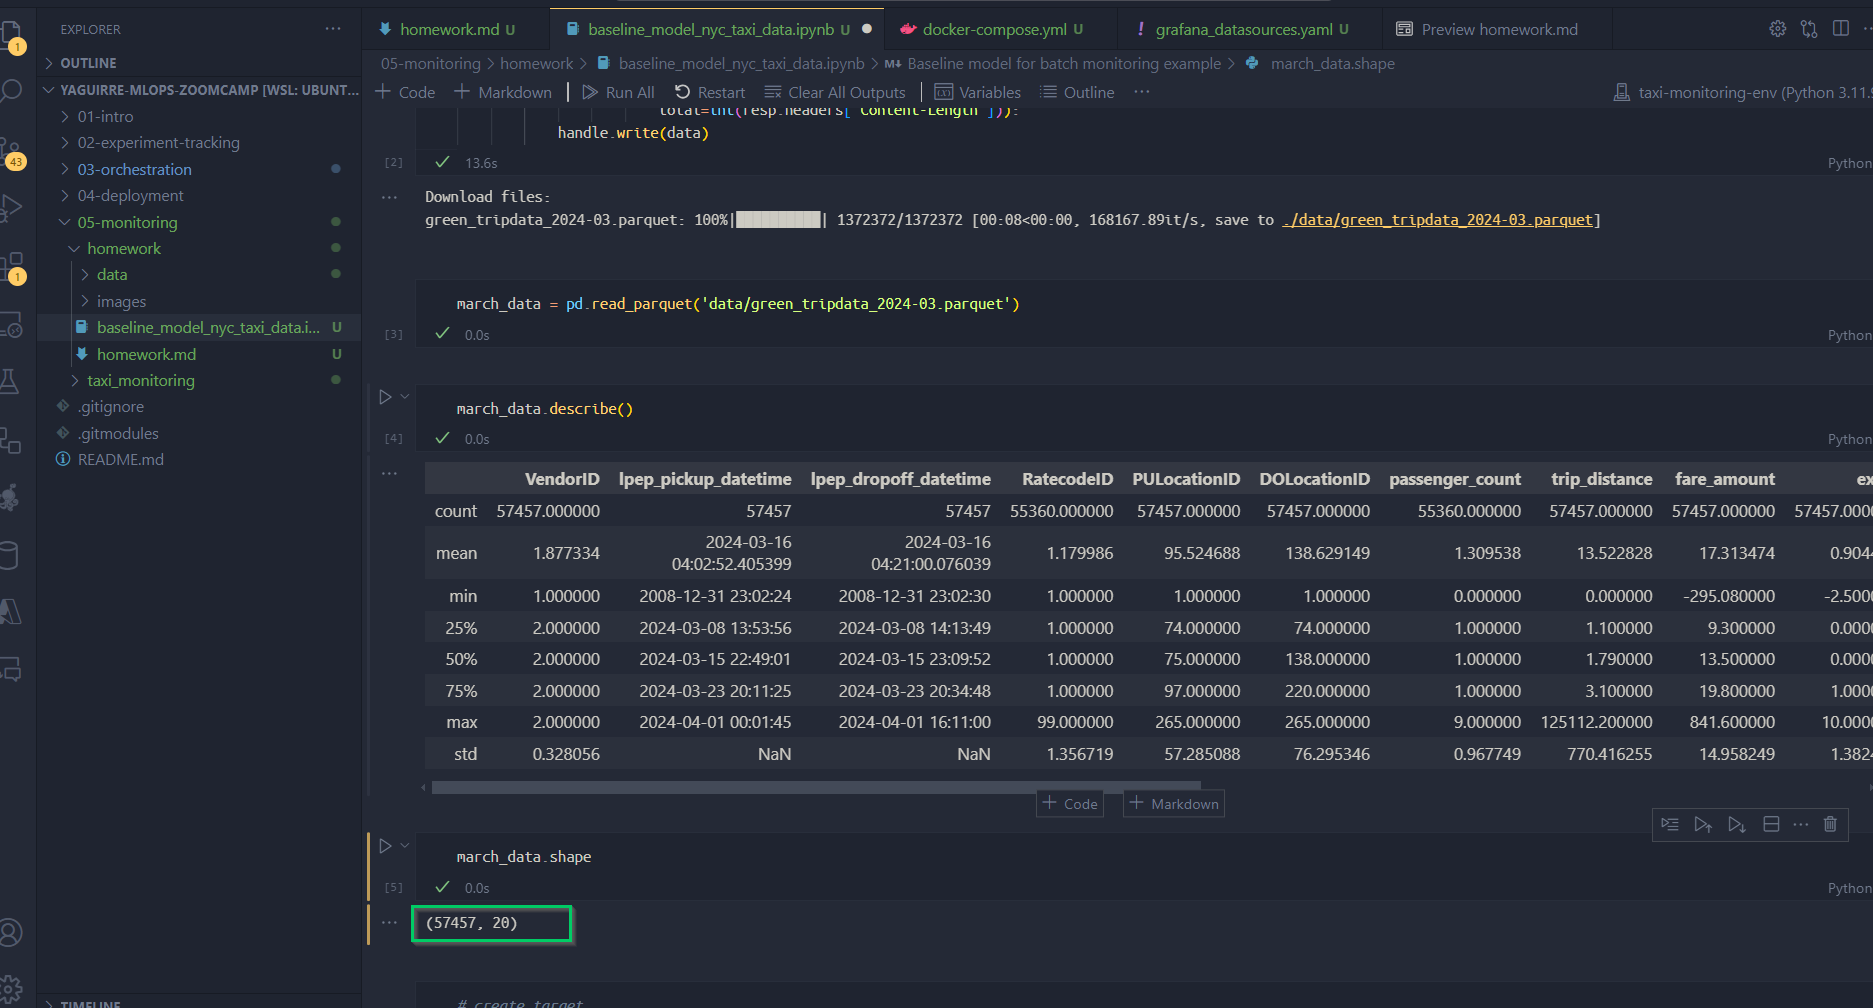 EXPLORER
homework.md U
baseline_model_nyc_taxi_data.ipynb U
docker-compose.yml U
! grafana_datasources.yaml U
Preview homework.md
OUTLINE
YAGUIRRE-MLOPS-ZOOMCAMP [WSL: UBUNT...
01-intro
02-experiment-tracking
03-orchestration
04-deployment
05-monitoring
homework
data
images
baseline_model_nyc_taxi_data.i... U
homework.md U
taxi_monitoring
.gitignore
.gitmodules
README.md
TIMELINE
1
43
1
05-monitoring > homework > baseline_model_nyc_taxi_data.ipynb > M↓ Baseline model for batch monitoring example > march_data.shape
+ Code + Markdown | Run All Restart Clear All Outputs | Variables Outline ...
taxi-monitoring-env (Python 3.11.9
total=int(resp.headers['Content-Length'])):
handle.write(data)
[2] 13.6s Python
Download files:
green_tripdata_2024-03.parquet: 100%|██████████| 1372372/1372372 [00:08<00:00, 168167.89it/s, save to ./data/green_tripdata_2024-03.parquet]
march_data = pd.read_parquet('data/green_tripdata_2024-03.parquet')
[3] 0.0s Python
march_data.describe()
[4] 0.0s Python
VendorID lpep_pickup_datetime lpep_dropoff_datetime RatecodeID PULocationID DOLocationID passenger_count trip_distance fare_amount ex
count 57457.000000 57457 57457 55360.000000 57457.000000 57457.000000 55360.000000 57457.000000 57457.000000 57457.000
mean 1.877334 2024-03-16 04:02:52.405399 2024-03-16 04:21:00.076039 1.179986 95.524688 138.629149 1.309538 13.522828 17.313474 0.904
min 1.000000 2008-12-31 23:02:24 2008-12-31 23:02:30 1.000000 1.000000 1.000000 0.000000 0.000000 -295.080000 -2.500
25% 2.000000 2024-03-08 13:53:56 2024-03-08 14:13:49 1.000000 74.000000 74.000000 1.000000 1.100000 9.300000 0.000
50% 2.000000 2024-03-15 22:49:01 2024-03-15 23:09:52 1.000000 75.000000 138.000000 1.000000 1.790000 13.500000 0.000
75% 2.000000 2024-03-23 20:11:25 2024-03-23 20:34:48 1.000000 97.000000 220.000000 1.000000 3.100000 19.800000 1.000
max 2.000000 2024-04-01 00:01:45 2024-04-01 16:11:00 99.000000 265.000000 265.000000 9.000000 125112.200000 841.600000 10.000
std 0.328056 NaN NaN 1.356719 57.285088 76.295346 0.967749 770.416255 14.958249 1.382
+ Code + Markdown
march_data.shape
[5] 0.0s Python
(57457, 20)
# create target